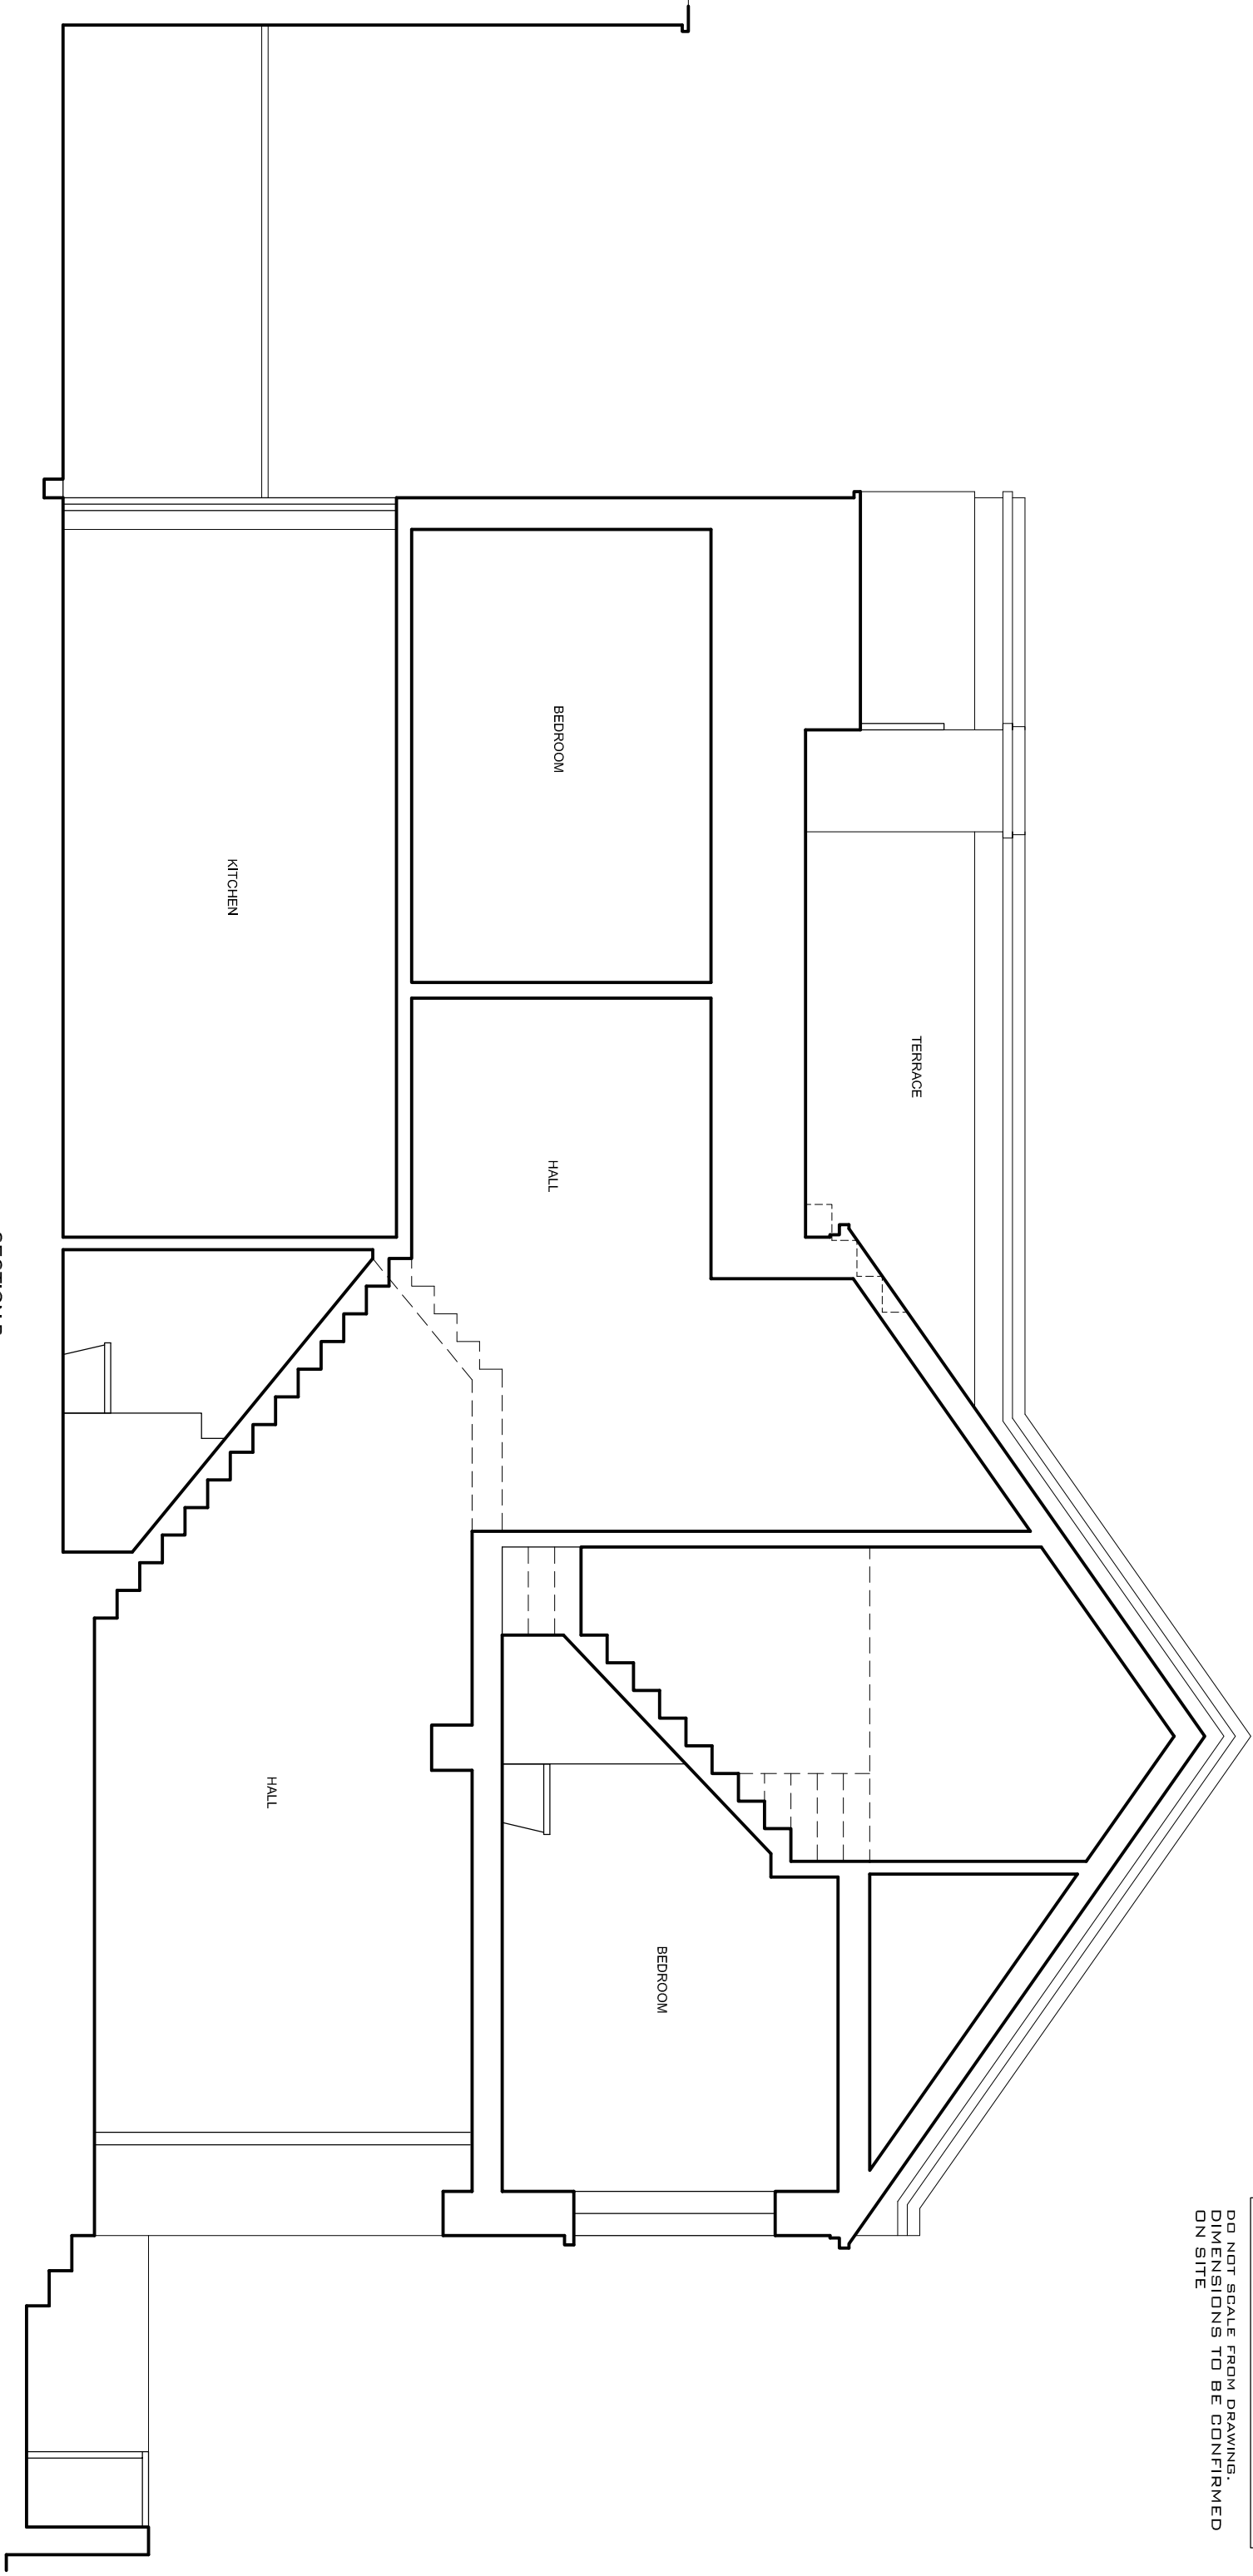 DO NOT SCALE FROM DRAWING.
DIMENSIONS TO BE CONFIRMED
ON SITE
TERRACE
BEDROOM
HALL
BEDROOM
KITCHEN
HALL